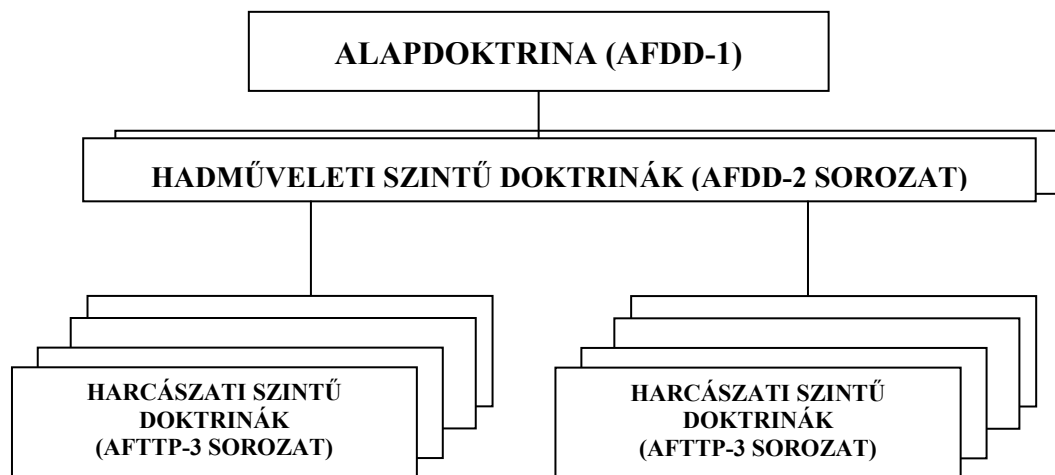 ALAPDOKTRINA (AFDD-1)
HADMŰVELETI SZINTŰ DOKTRINÁK (AFDD-2 SOROZAT)
HARCÁSZATI SZINTŰ
DOKTRINÁK
(AFTTP-3 SOROZAT)
HARCÁSZATI SZINTŰ
DOKTRINÁK
(AFTTP-3 SOROZAT)